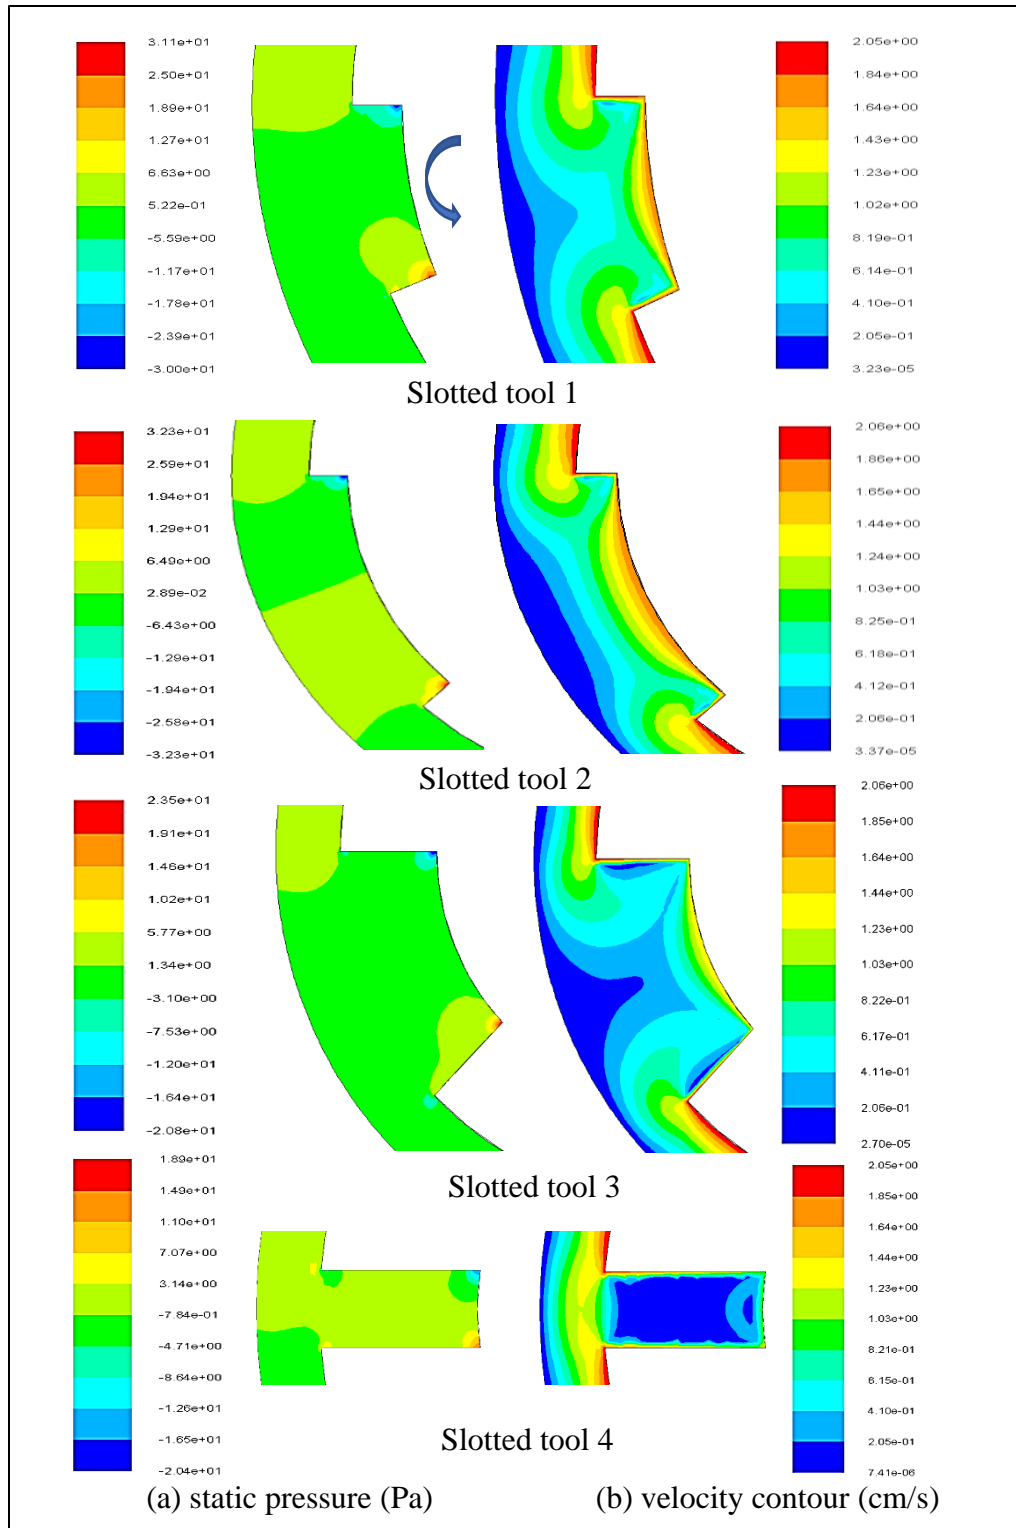 3.11e+01
2.50e+01
1.89e+01
1.27e+01
6.63e+00
5.22e-01
-5.59e+00
-1.17e+01
-1.78e+01
-2.39e+01
-3.00e+01
2.05e+00
1.84e+00
1.64e+00
1.43e+00
1.23e+00
1.02e+00
8.19e-01
6.14e-01
4.10e-01
2.05e-01
3.23e-05
Slotted tool 1
3.23e+01
2.59e+01
1.94e+01
1.29e+01
6.49e+00
2.89e-02
-6.43e+00
-1.29e+01
-1.94e+01
-2.58e+01
-3.23e+01
2.06e+00
1.86e+00
1.65e+00
1.44e+00
1.24e+00
1.03e+00
8.25e-01
6.18e-01
4.12e-01
2.06e-01
3.37e-05
Slotted tool 2
2.35e+01
1.91e+01
1.46e+01
1.02e+01
5.77e+00
1.34e+00
-3.10e+00
-7.53e+00
-1.20e+01
-1.64e+01
-2.08e+01
2.06e+00
1.85e+00
1.64e+00
1.44e+00
1.23e+00
1.03e+00
8.22e-01
6.17e-01
4.11e-01
2.06e-01
2.70e-05
Slotted tool 3
1.89e+01
1.49e+01
1.10e+01
7.07e+00
3.14e+00
-7.84e-01
-4.71e+00
-8.64e+00
-1.26e+01
-1.65e+01
-2.04e+01
2.05e+00
1.85e+00
1.64e+00
1.44e+00
1.23e+00
1.03e+00
8.21e-01
6.15e-01
4.10e-01
2.05e-01
7.41e-06
Slotted tool 4
(a) static pressure (Pa)
(b) velocity contour (cm/s)